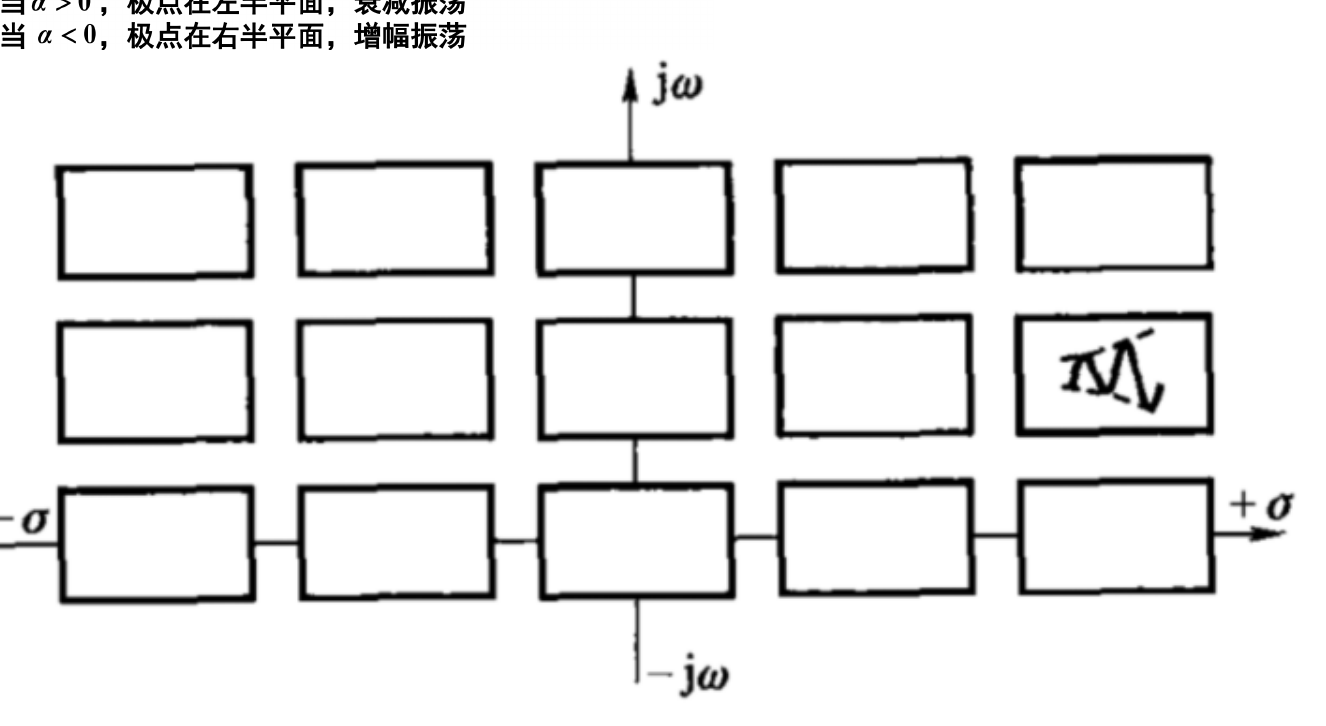 当 α > 0，极点在左半平面，衰减振荡
当 α < 0，极点在右半平面，增幅振荡
jω
− σ
+ σ
− jω